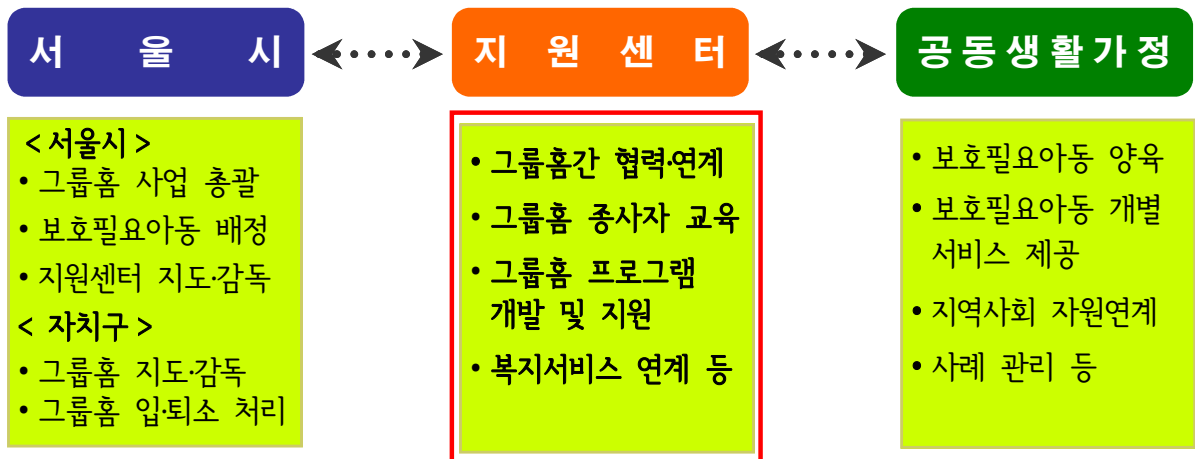 서 울 시
지 원 센 터
공동생활가정
< 서울시 >
• 그룹홈 사업 총괄
• 보호필요아동 배정
• 지원센터 지도·감독
< 자치구 >
• 그룹홈 지도·감독
• 그룹홈 입·퇴소 처리
• 그룹홈간 협력·연계
• 그룹홈 종사자 교육
• 그룹홈 프로그램
개발 및 지원
• 복지서비스 연계 등
• 보호필요아동 양육
• 보호필요아동 개별
서비스 제공
• 지역사회 자원연계
• 사례 관리 등